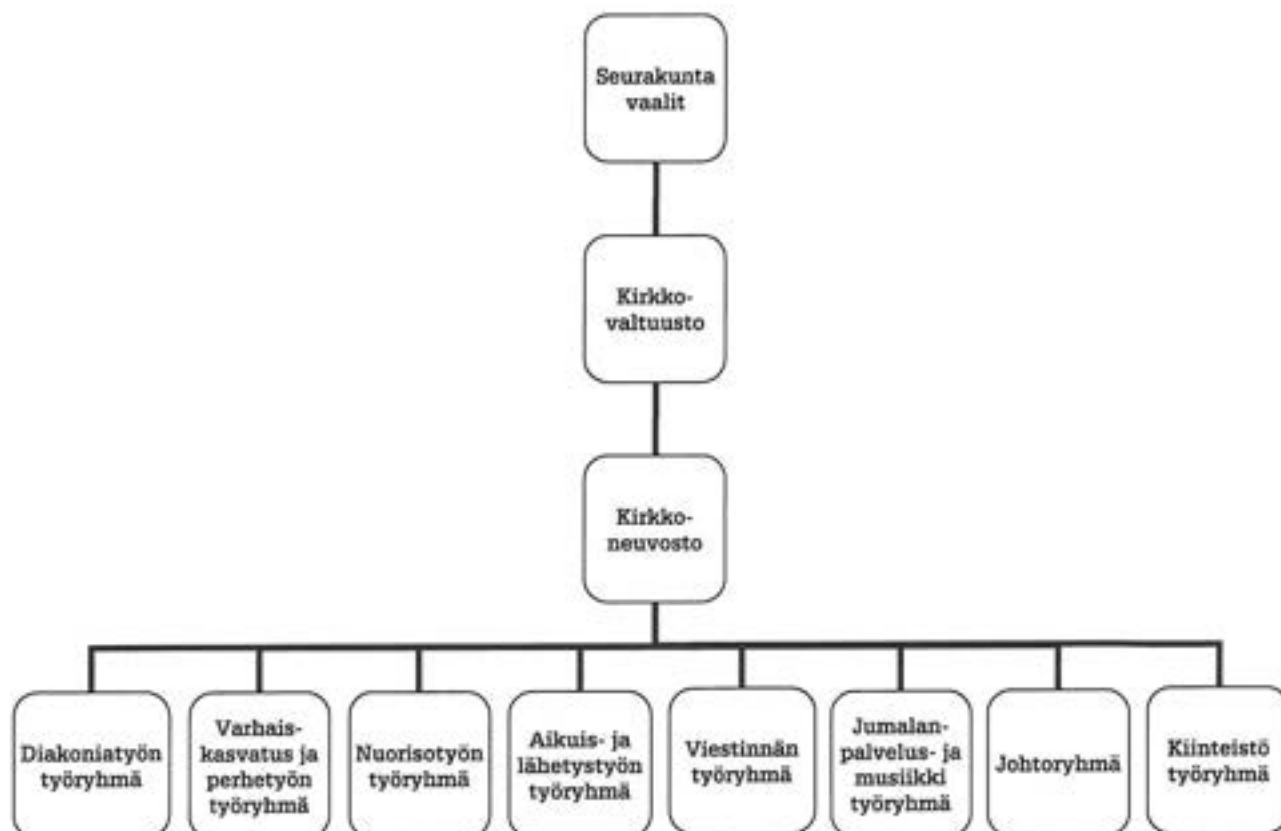 Seurakunta
vaalit
Kirkko-
valtuusto
Kirkko-
neuvosto
Diakoniatyön
työryhmä
Varhais-
kasvatus ja
perhetyön
työryhmä
Nuorisotyön
työryhmä
Aikuis- ja
lähetystyön
työryhmä
Viestinnän
työryhmä
Jumalan-
palvelus- ja
musiikki
työryhmä
Johtoryhmä
Kiinteistö
työryhmä